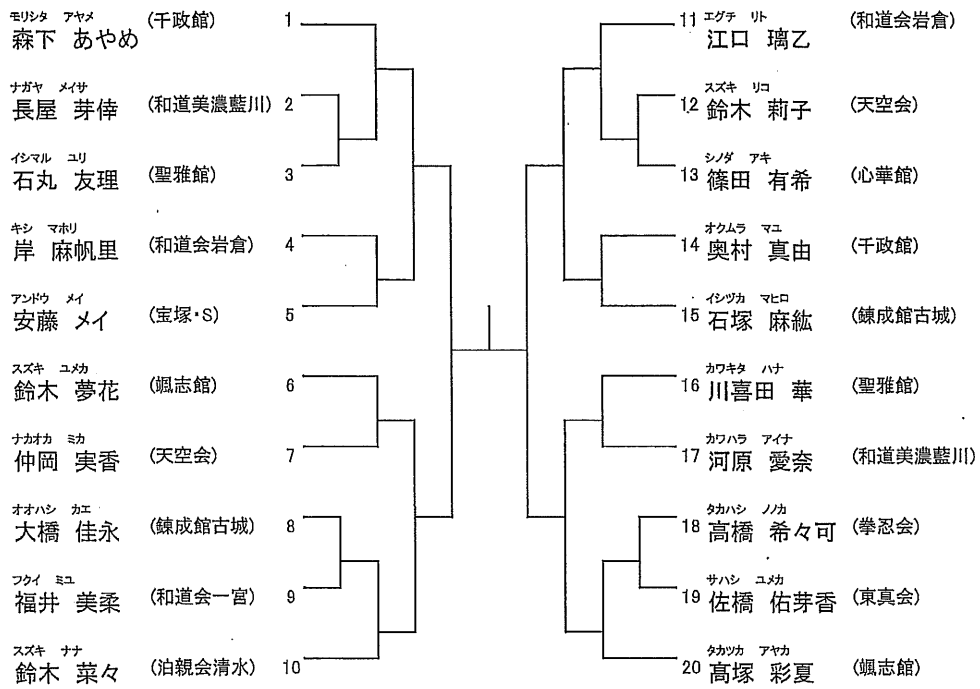 モリシタ アヤメ
森下 あやめ (千政館) 1
ナガヤ メイサ
長屋 芽倖 (和道美濃藍川) 2
イシマル ユリ
石丸 友理 (聖雅館) 3
キシ マホリ
岸 麻帆里 (和道会岩倉) 4
アンドウ メイ
安藤 メイ (宝塚・S) 5
スズキ ユメカ
鈴木 夢花 (颯志館) 6
ナカオカ ミカ
仲岡 実香 (天空会) 7
オオハシ カエ
大橋 佳永 (錬成館古城) 8
フクイ ミユ
福井 美柔 (和道会一宮) 9
スズキ ナナ
鈴木 菜々 (泊親会清水) 10
エグチ リト
11 江口 璃乙 (和道会岩倉)
スズキ リコ
12 鈴木 莉子 (天空会)
シノダ アキ
13 篠田 有希 (心華館)
オクムラ マユ
14 奥村 真由 (千政館)
イシヅカ マヒロ
15 石塚 麻紘 (錬成館古城)
カワキタ ハナ
16 川喜田 華 (聖雅館)
カワハラ アイナ
17 河原 愛奈 (和道美濃藍川)
タカハシ ノノカ
18 高橋 希々可 (拳忍会)
サハシ ユメカ
19 佐橋 佑芽香 (東真会)
タカツカ アヤカ
20 高塚 彩夏 (颯志館)